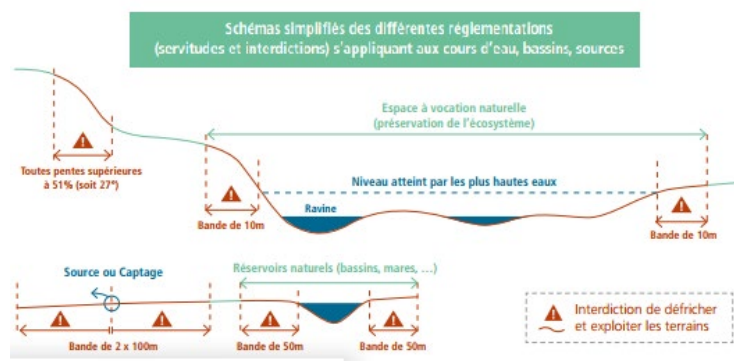 Schémas simplifiés des différentes réglementations
(servitudes et interdictions) s'appliquant aux cours d'eau, bassins, sources
Espace à vocation naturelle
(préservation de l'écosystème)
Toutes pentes supérieures
à 51% (soit 27°)
Niveau atteint par les plus hautes eaux
Ravine
Bande de 10m
Bande de 10m
Source ou Captage
Réservoirs naturels (bassins, mares, ...)
Bande de 2 x 100m
Bande de 50m
Bande de 50m
Interdiction de défricher
et exploiter les terrains